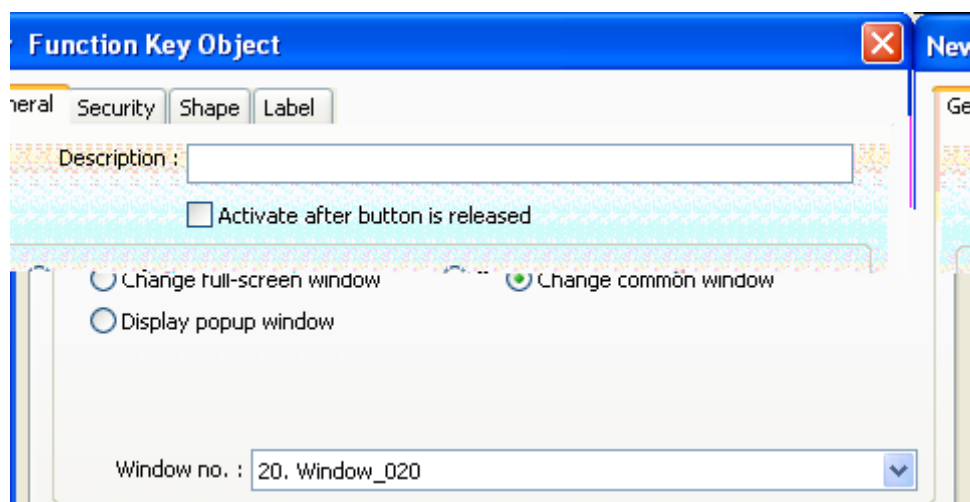 Function Key Object
New
neral Security Shape Label
Ge
Description :
Activate after button is released
Change full-screen window
Change common window
Display popup window
Window no. : 20. Window_020